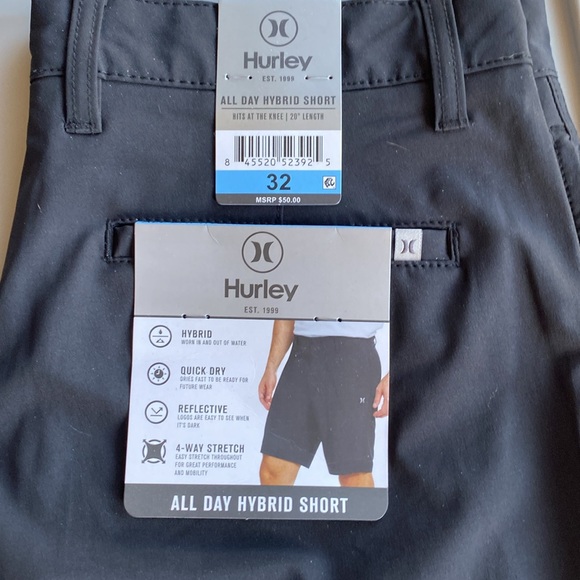 Hurley
EST. 1999
ALL DAY HYBRID SHORT
HITS AT THE KNEE | 20" LENGTH
8 45520 52392 5
32
MSRP $50.00
Hurley
EST. 1999
HYBRID
WORN IN AND OUT OF WATER
QUICK DRY
DRIES FAST TO BE READY FOR
FUTURE WEAR
REFLECTIVE
LOGOS ARE EASY TO SEE WHEN
IT'S DARK
4-WAY STRETCH
EASY STRETCH THROUGHOUT
FOR GREAT PERFORMANCE
AND MOBILITY
ALL DAY HYBRID SHORT